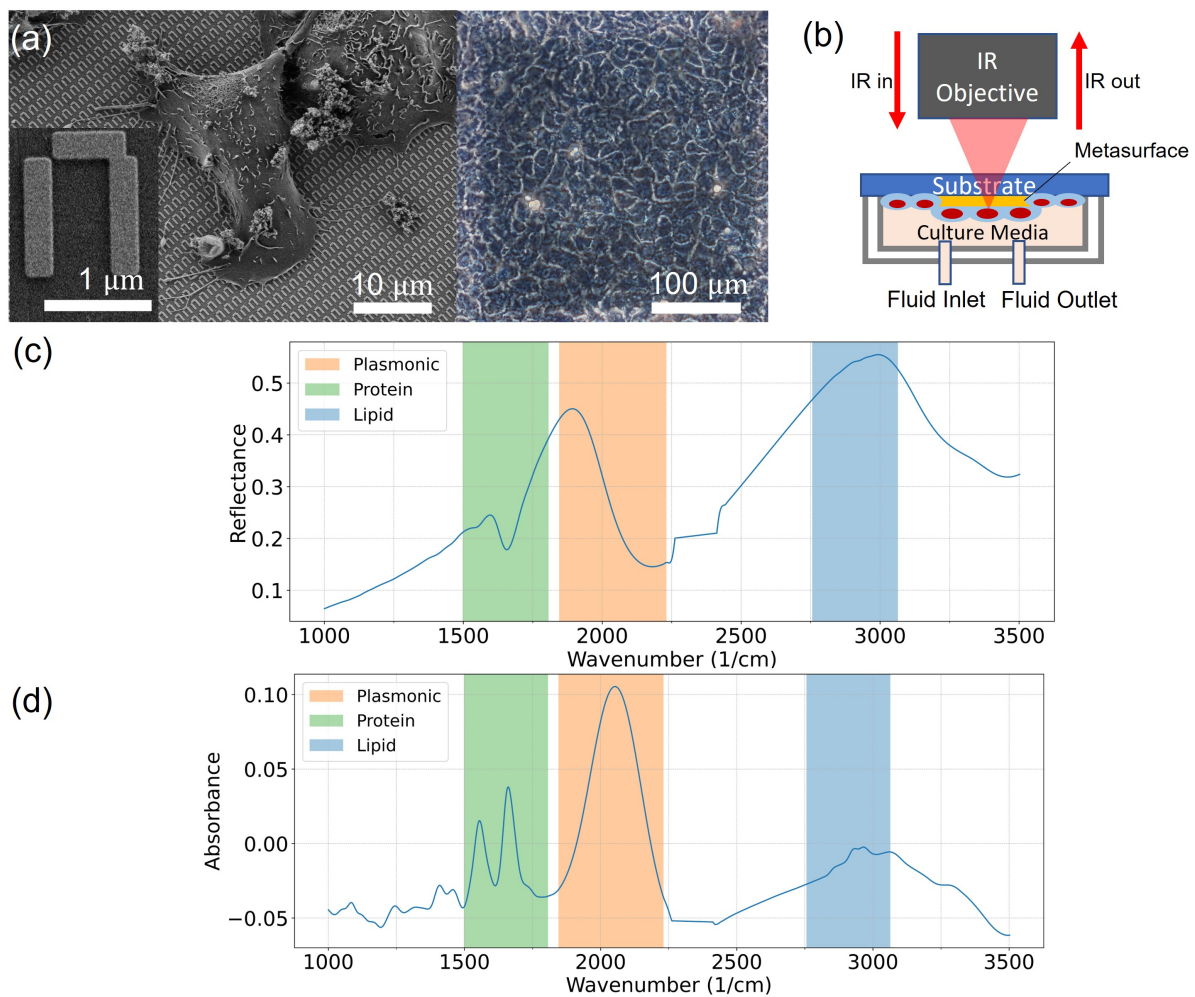 (a)
1 μm
10 μm
100 μm
(b)
IR in
IR
Objective
IR out
Metasurface
Substrate
Culture Media
Fluid Inlet
Fluid Outlet
(c)
Plasmonic
Protein
Lipid
Reflectance
0.5
0.4
0.3
0.2
0.1
1000
1500
2000
2500
3000
3500
Wavenumber (1/cm)
(d)
Plasmonic
Protein
Lipid
Absorbance
0.10
0.05
0.00
−0.05
1000
1500
2000
2500
3000
3500
Wavenumber (1/cm)